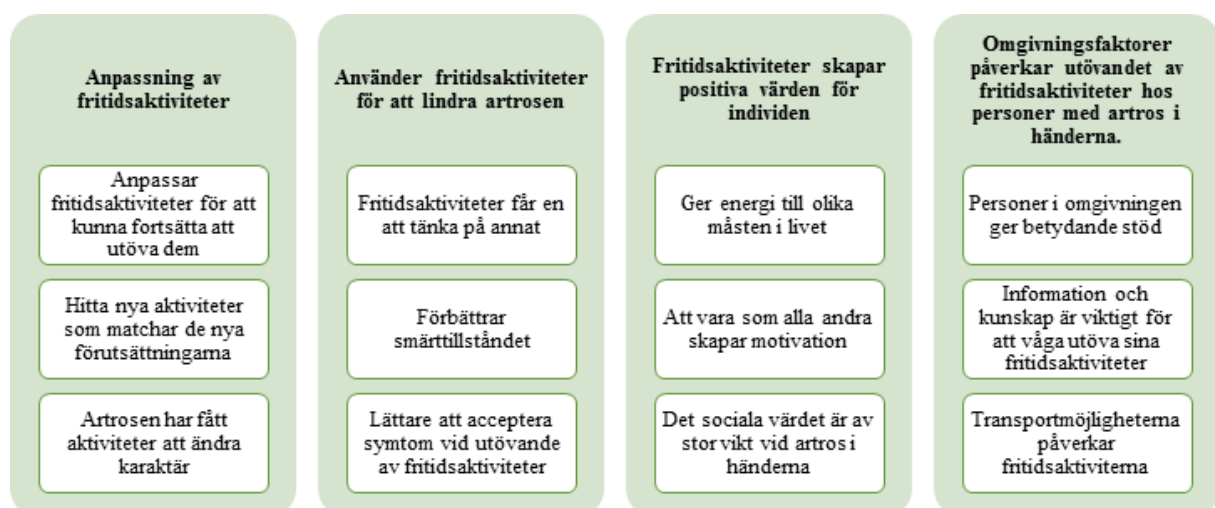 Anpassning av
fritidsaktiviteter
Anpassar
fritidsaktiviteter för att
kunna fortsätta att
utöva dem
Hitta nya aktiviteter
som matchar de nya
förutsättningarna
Artrosen har fått
aktiviteter att ändra
karaktär
Använder fritidsaktiviteter
för att lindra artrosen
Fritidsaktiviteter får en
att tänka på annat
Förbättrar
smärttillståndet
Lättare att acceptera
symtom vid utövande
av fritidsaktiviteter
Fritidsaktiviteter skapar
positiva värden för
individen
Ger energi till olika
måsten i livet
Att vara som alla andra
skapar motivation
Det sociala värdet är av
stor vikt vid artros i
händerna
Omgivningsfaktorer
påverkar utövandet av
fritidsaktiviteter hos
personer med artros i
händerna.
Personer i omgivningen
ger betydande stöd
Information och
kunskap är viktigt för
att våga utöva sina
fritidsaktiviteter
Transportmöjligheterna
påverkar
fritidsaktiviterna